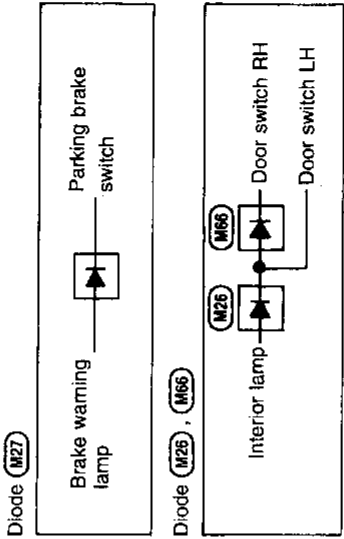 Diode M27
Brake warning
lamp
Parking brake
switch
Diode M26 , M66
M26
M66
Interior lamp
Door switch RH
Door switch LH